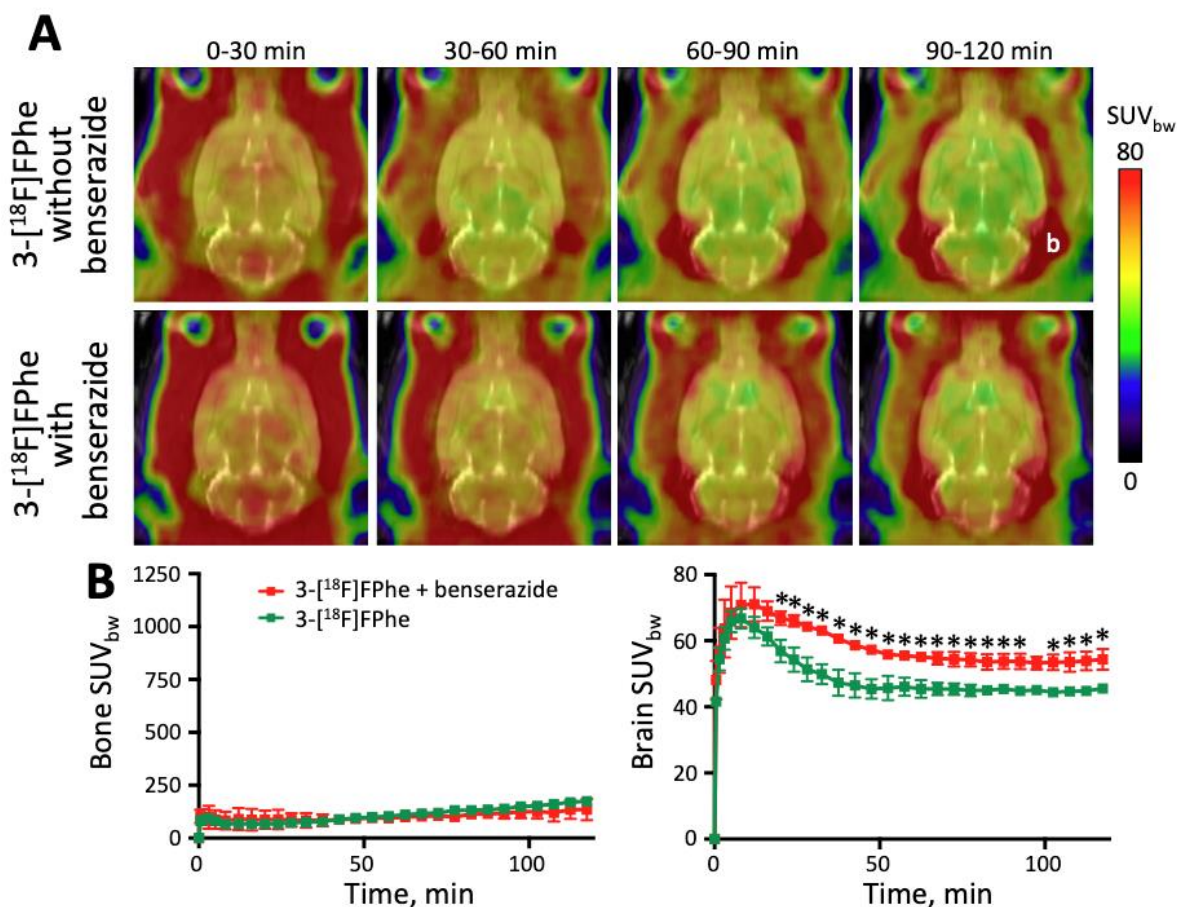 A
0-30 min
30-60 min
60-90 min
90-120 min
3-[¹⁸F]FPhe
without
benserazide
b
3-[¹⁸F]FPhe
with
benserazide
SUVbw
80
0
B
1250
1000
750
500
250
0
Bone SUVbw
3-[¹⁸F]FPhe + benserazide
3-[¹⁸F]FPhe
0
50
100
Time, min
80
60
40
20
0
Brain SUVbw
* * * * * * * * * * * * * * * * * * * *
0
50
100
Time, min